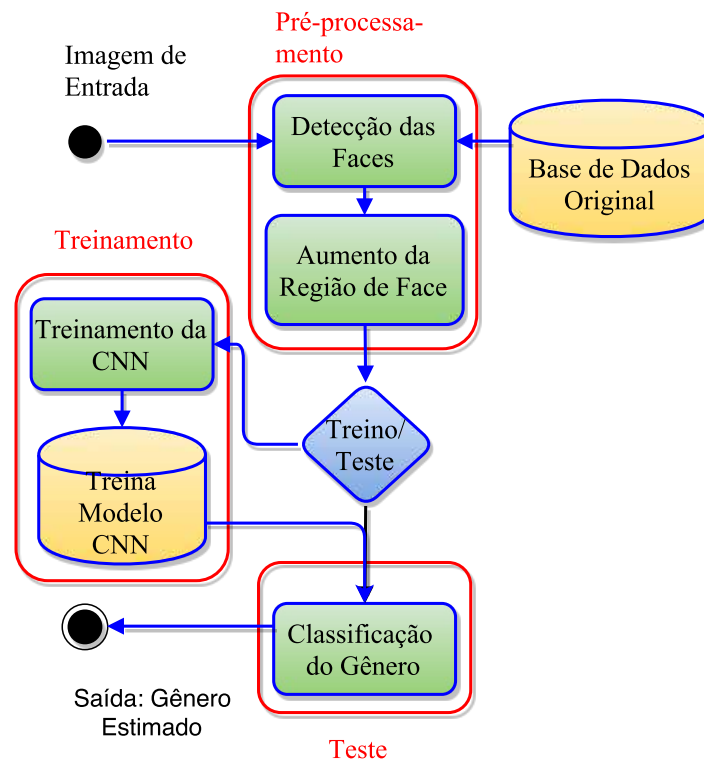 Pré-processa-
mento
Imagem de
Entrada
Detecção das
Faces
Base de Dados
Original
Aumento da
Região de Face
Treinamento
Treinamento da
CNN
Treino/
Teste
Treina
Modelo
CNN
Classificação
do Gênero
Saída: Gênero
Estimado
Teste